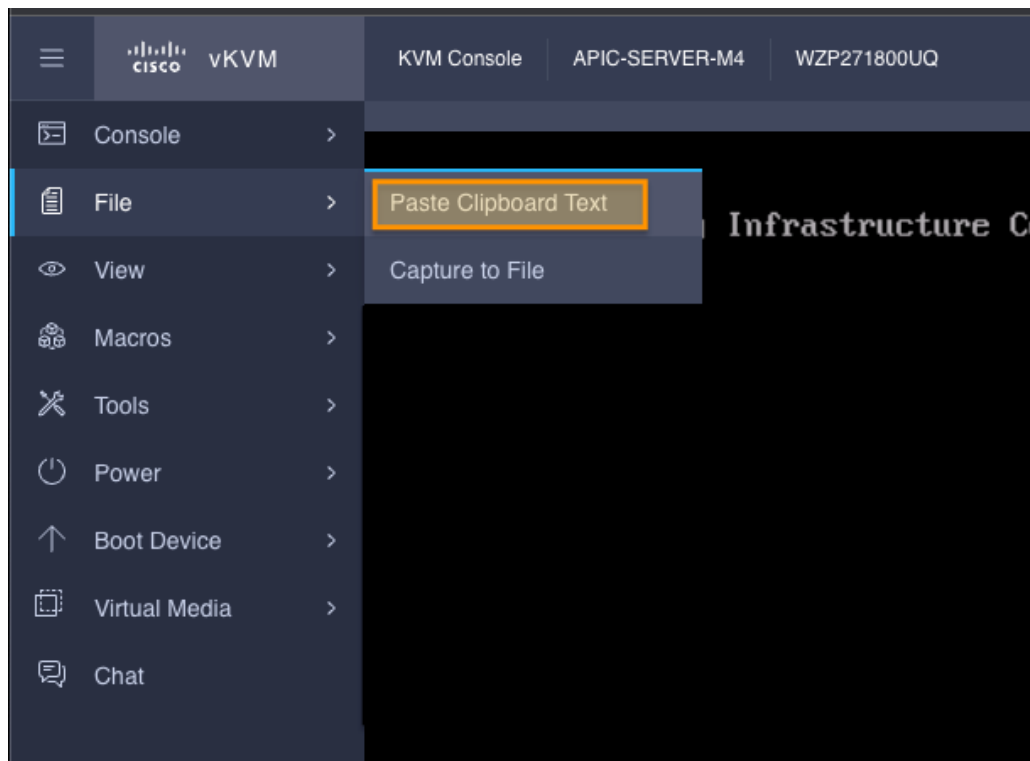 cisco vKVM
KVM Console
APIC-SERVER-M4
WZP271800UQ
Console
File
Paste Clipboard Text
Infrastructure
View
Capture to File
Macros
Tools
Power
Boot Device
Virtual Media
Chat